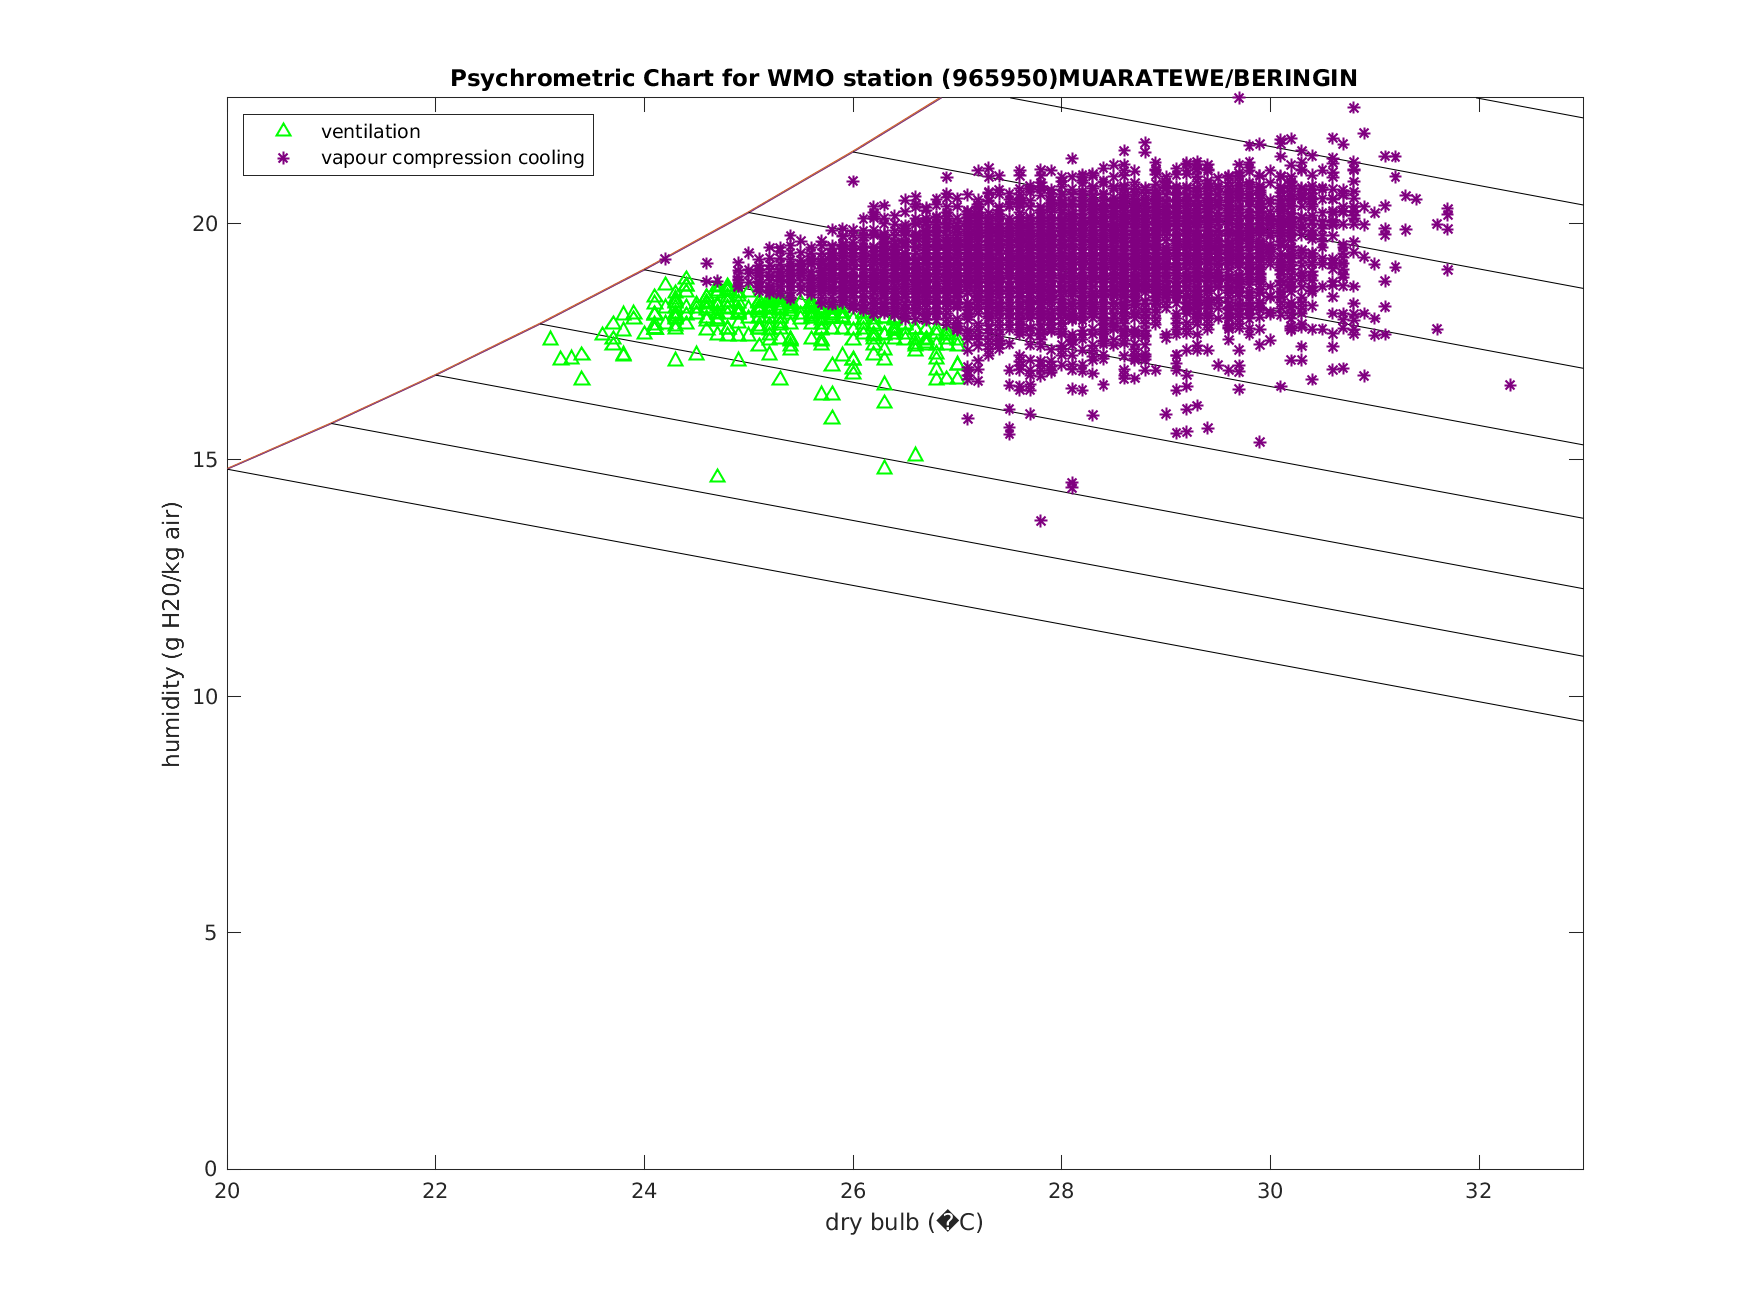 Psychrometric Chart for WMO station (965950)MUARATEWE/BERINGIN
ventilation
vapour compression cooling
humidity (g H20/kg air)
20
15
10
5
0
20 22 24 26 28 30 32
dry bulb (�C)